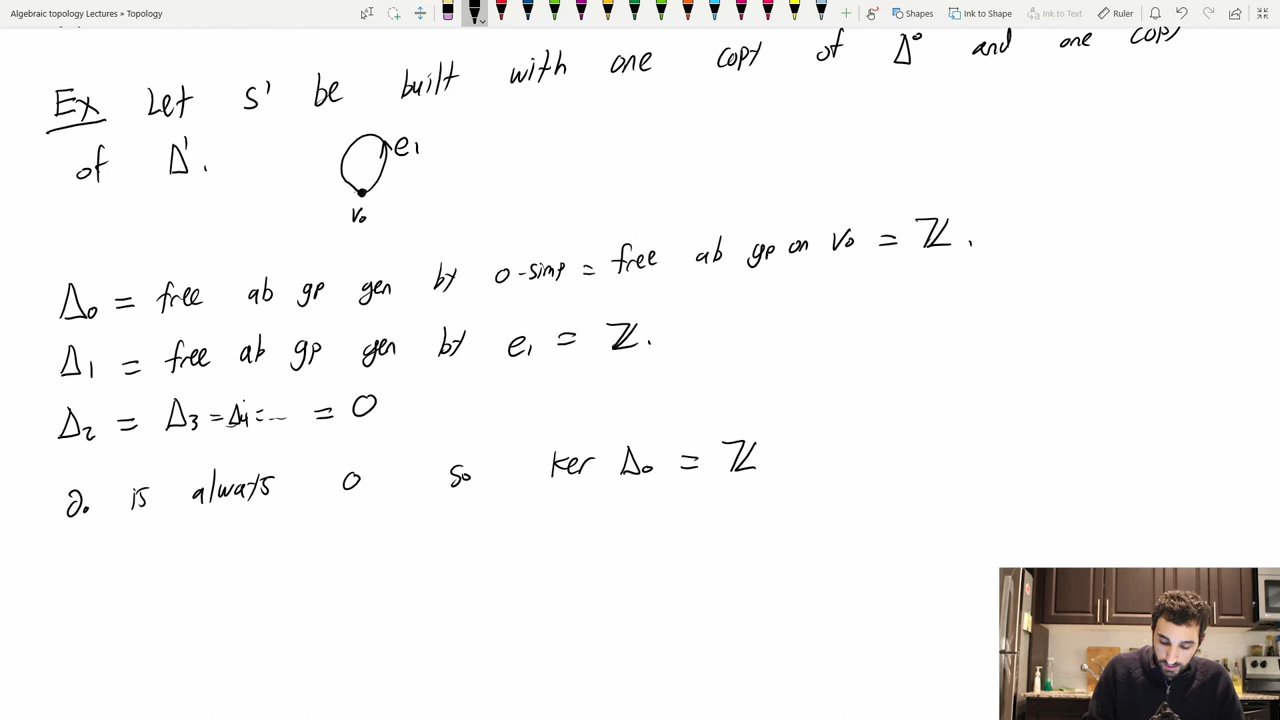 Algebraic topology Lectures » Topology
Shapes Ink to Shape Ink to Text Ruler
Ex Let S' be built with one copy of Δ⁰ and one copy
of Δ'.
e₁
v₀
Δ₀ = free ab gp gen by 0-simp = free ab gp on v₀ = ℤ.
Δ₁ = free ab gp gen by e₁ = ℤ.
Δ₂ = Δ₃ = Δ₄ = ... = 0
∂₀ is always 0 so ker Δ₀ = ℤ